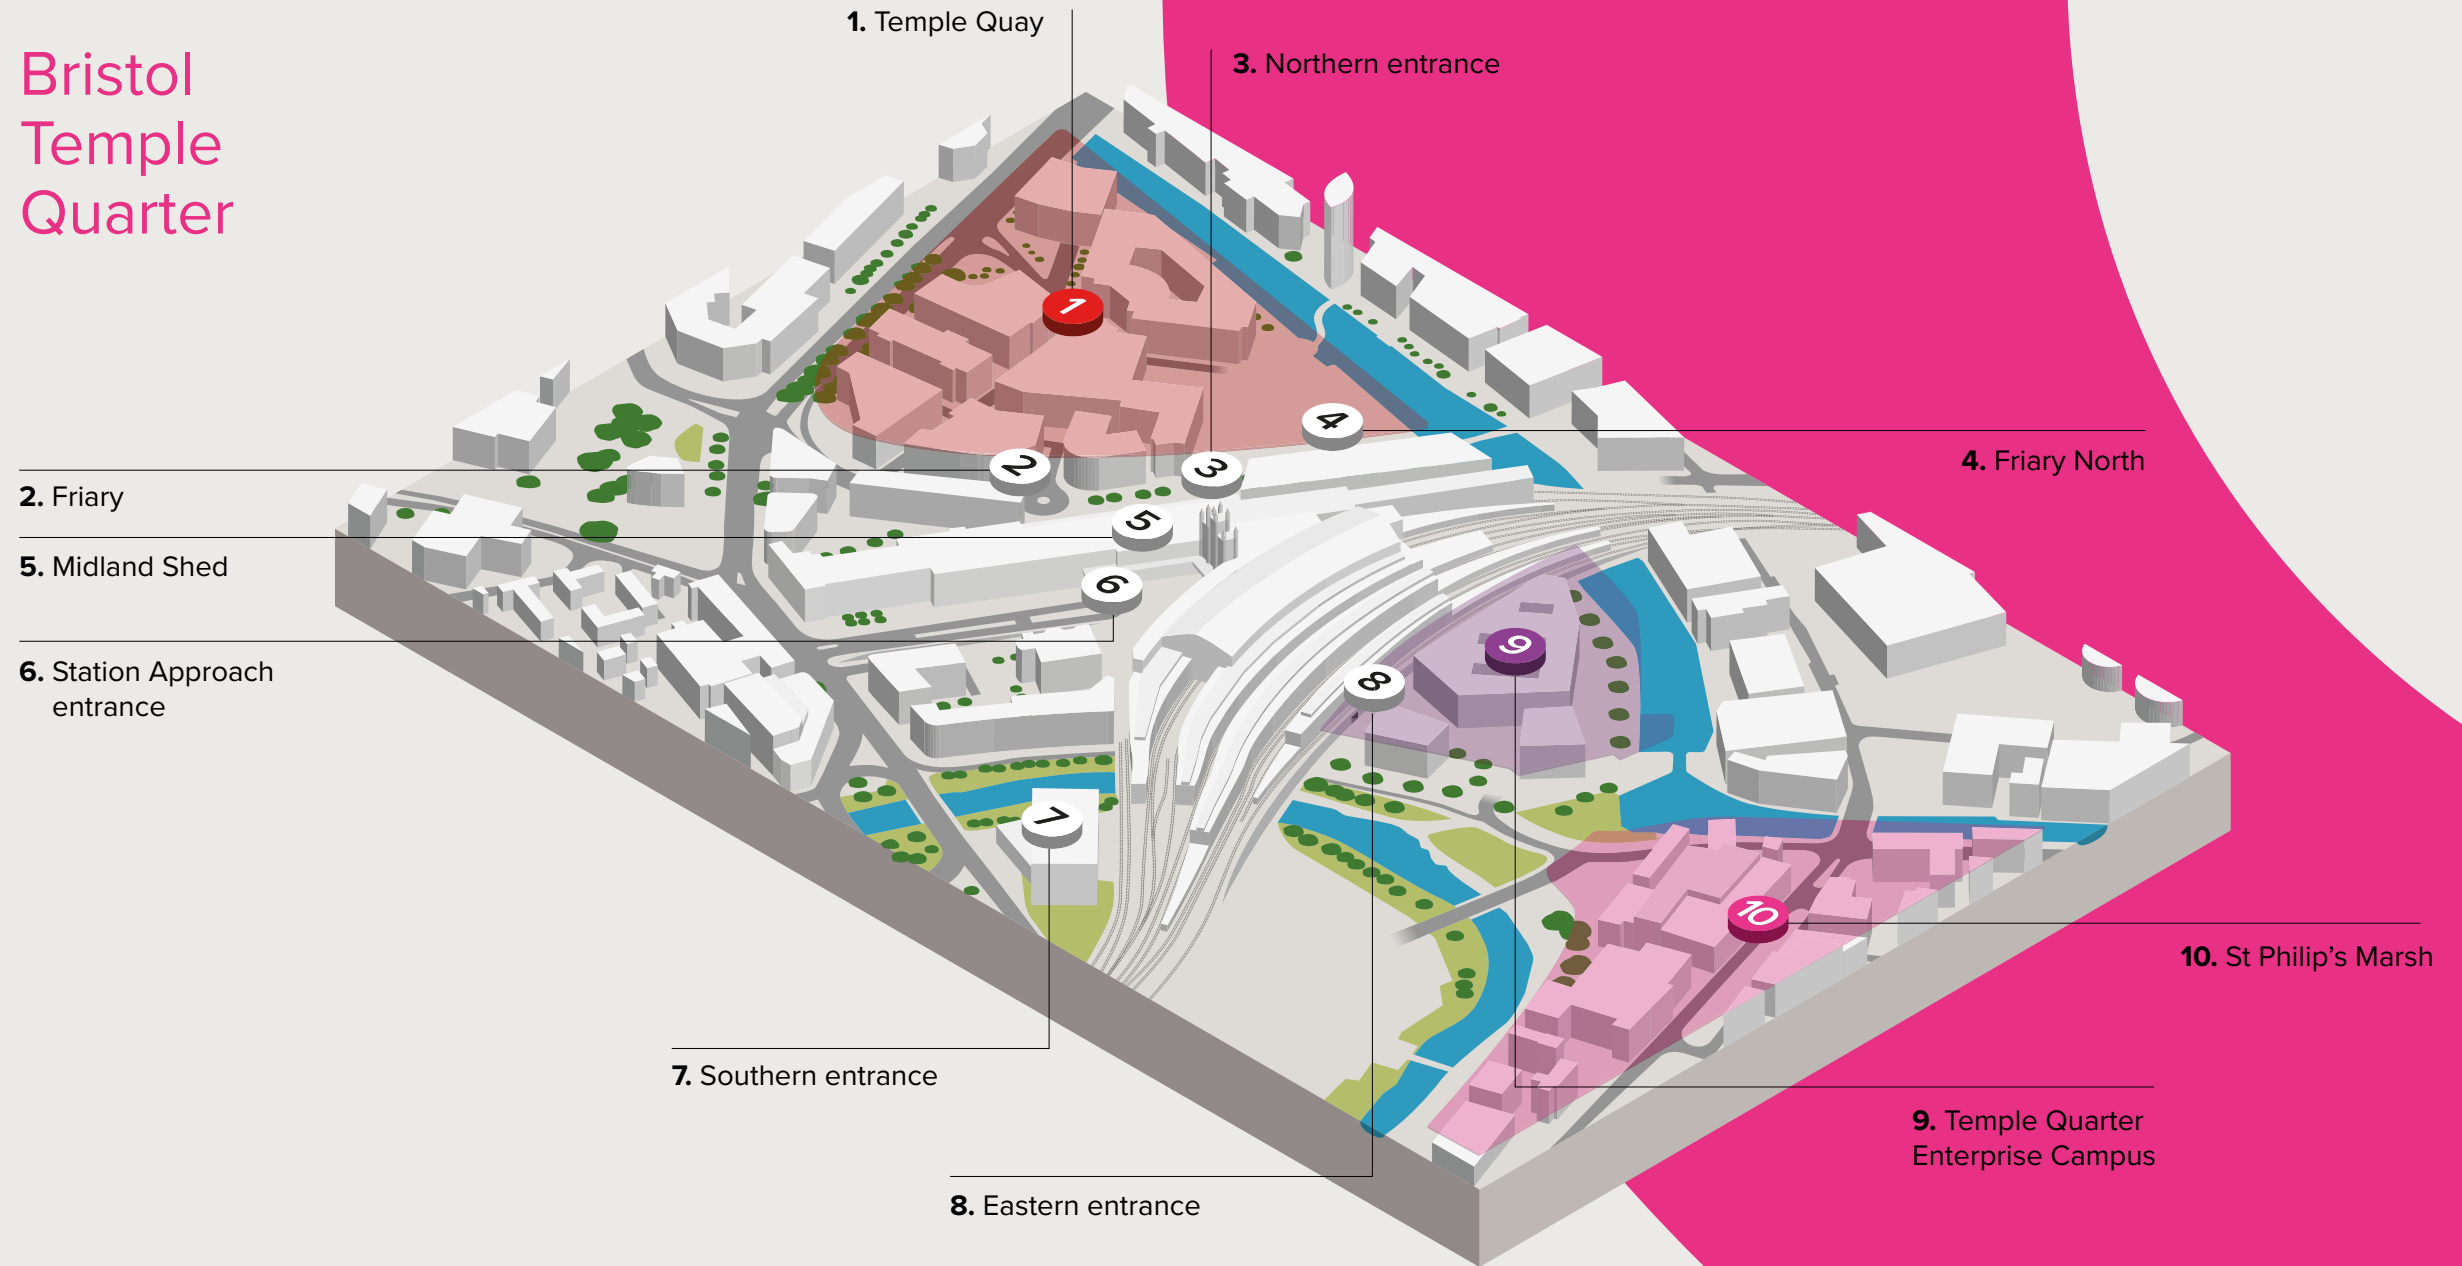 Bristol
Temple
Quarter
1. Temple Quay
3. Northern entrance
4. Friary North
2. Friary
5. Midland Shed
6. Station Approach
entrance
7. Southern entrance
8. Eastern entrance
9. Temple Quarter
Enterprise Campus
10. St Philip’s Marsh
1
2
3
4
5
6
7
8
9
10